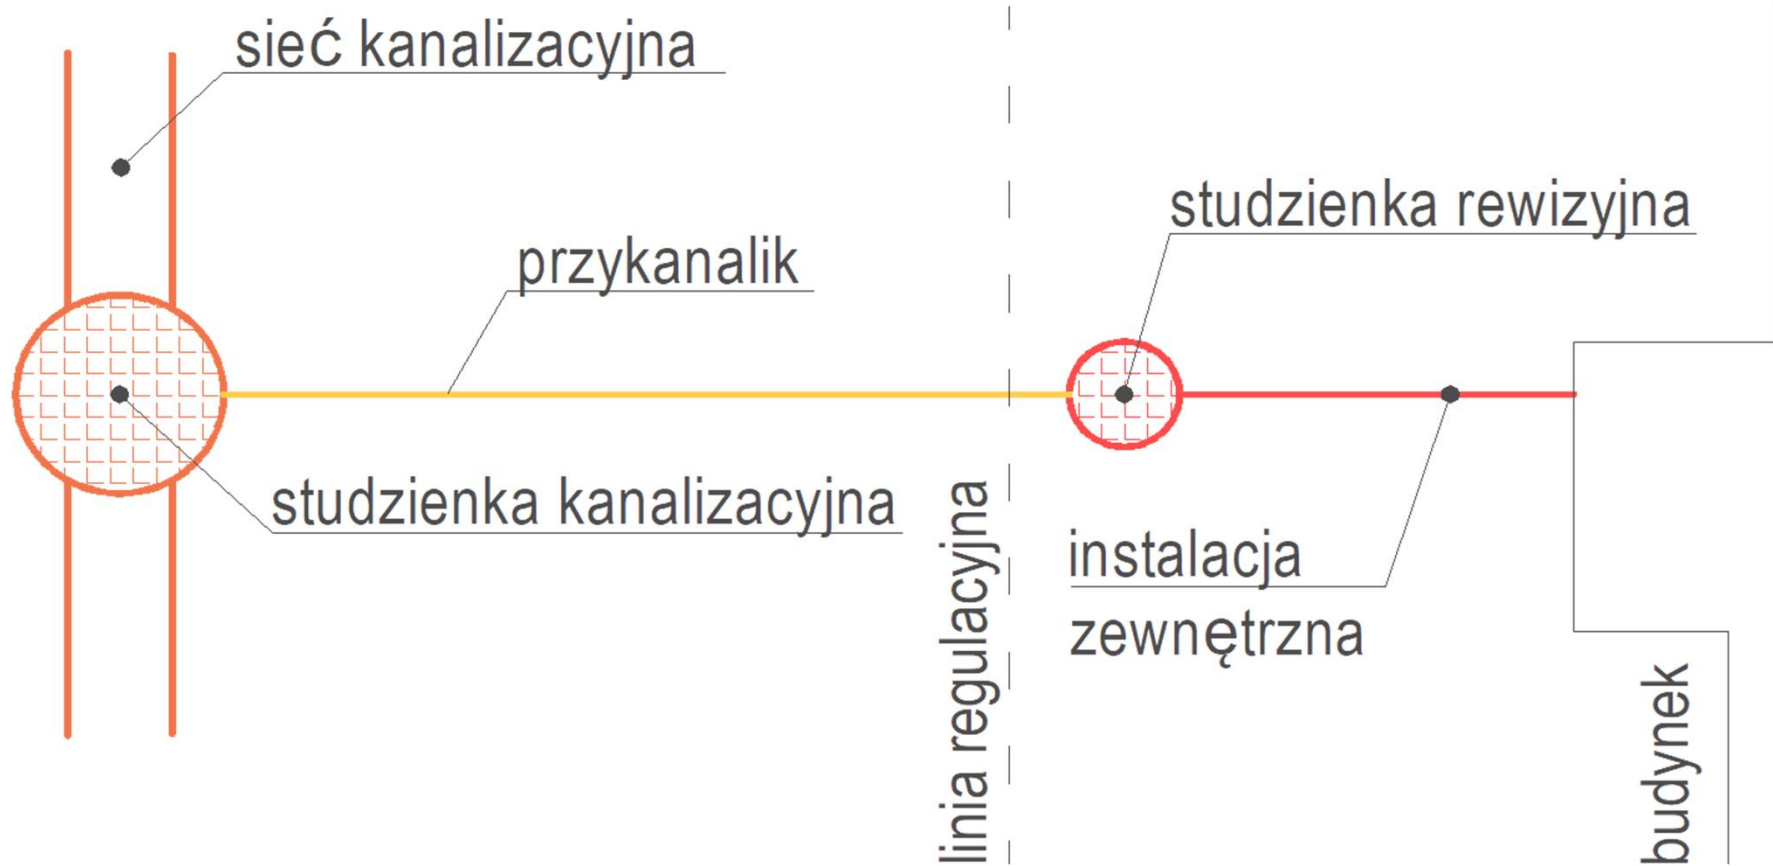 sieć kanalizacyjna
studzienka rewizyjna
przykanalik
studzienka kanalizacyjna
linia regulacyjna
instalacja
zewnętrzna
budynek